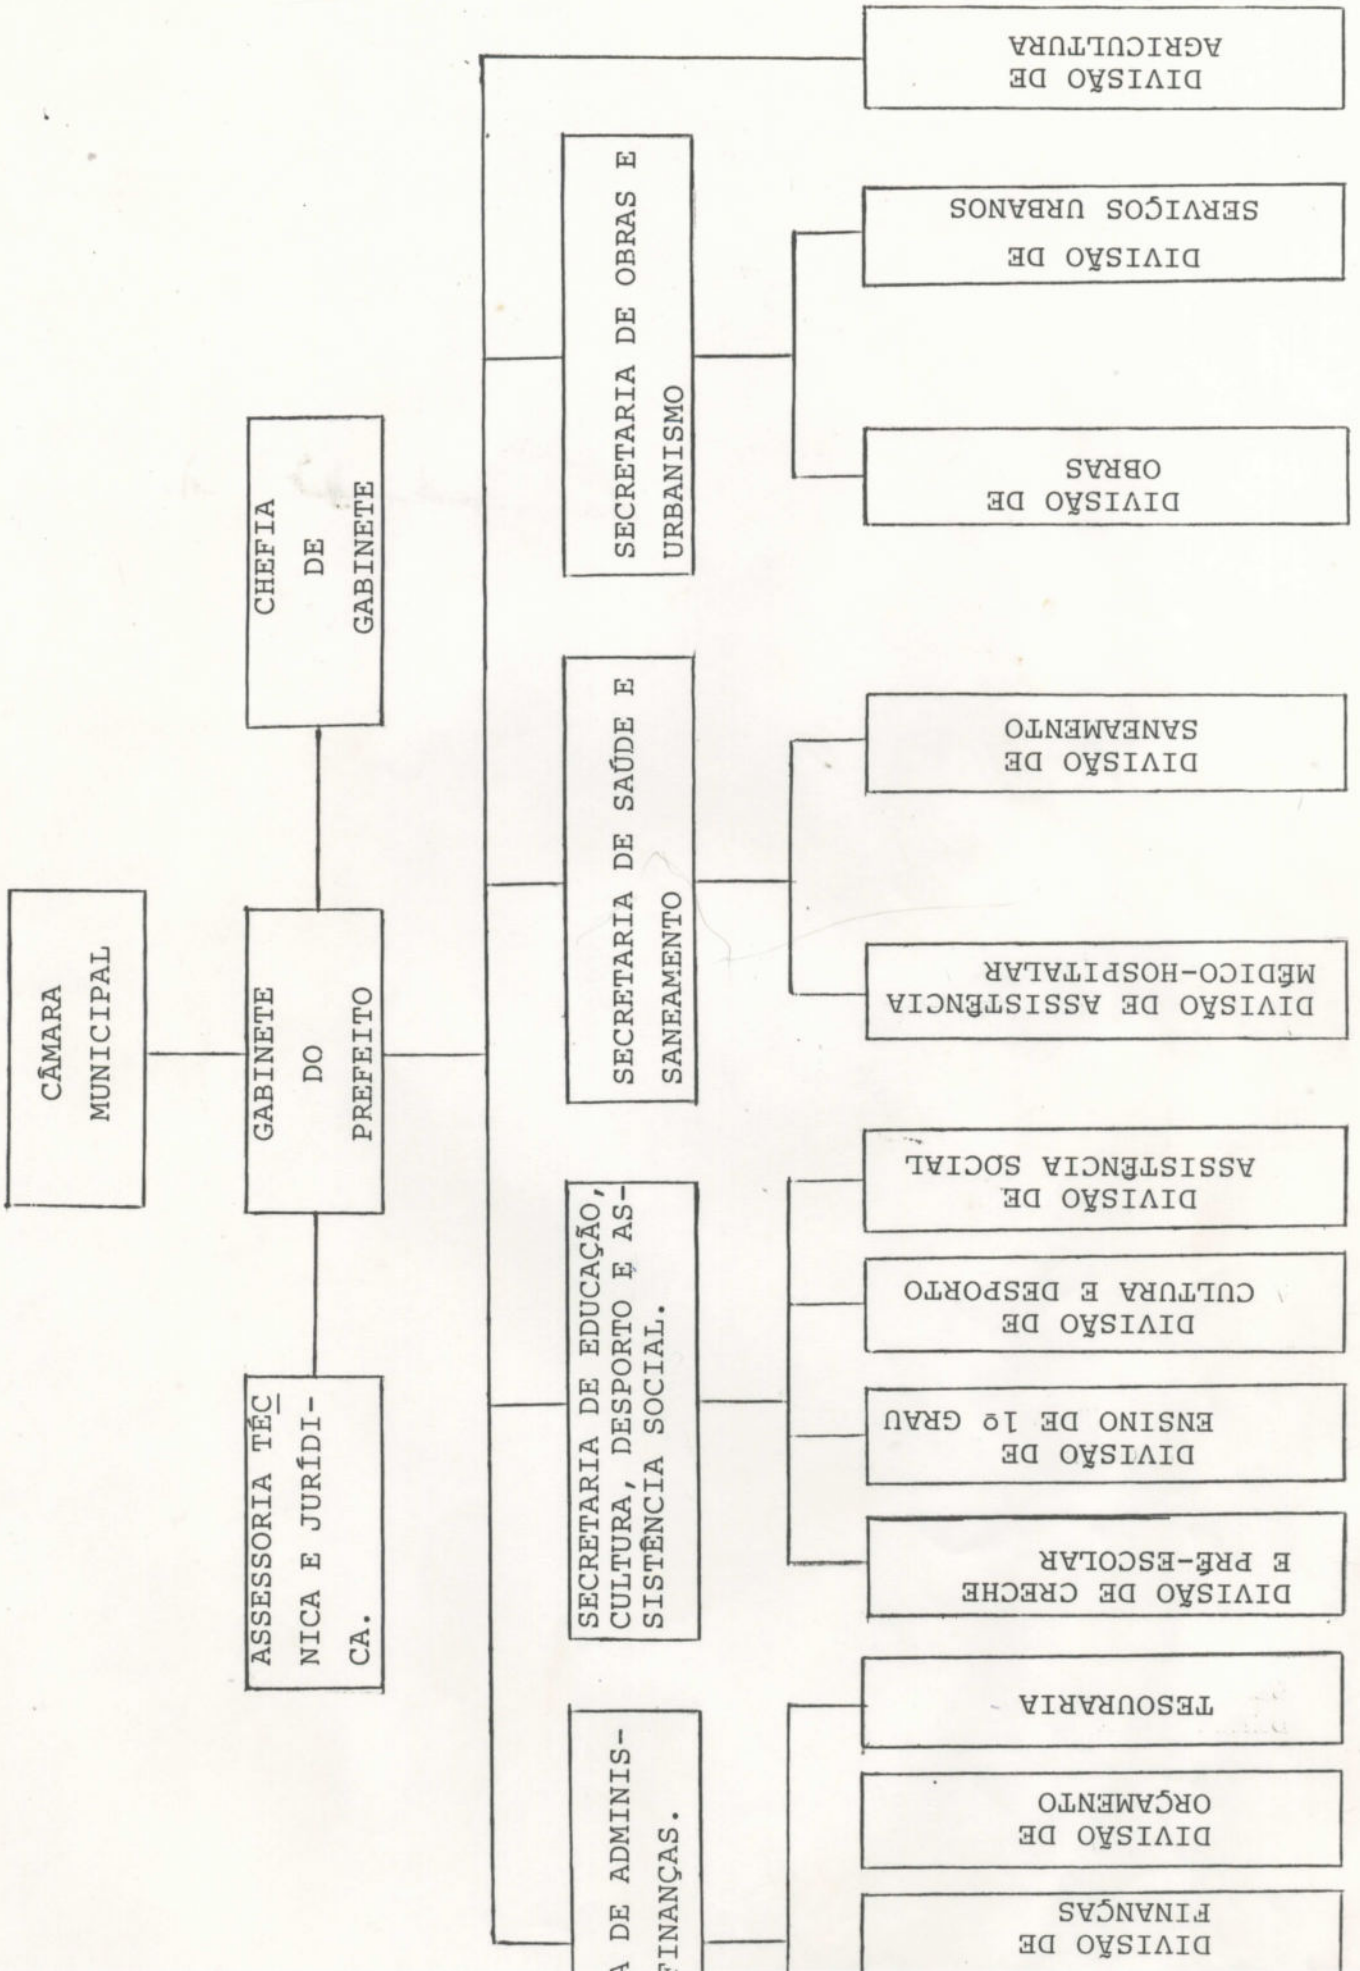 CÂMARA
MUNICIPAL
ASSESSORIA TÉC
NICA E JURÍDI-
CA.
GABINETE
DO
PREFEITO
CHEFIA
DE
GABINETE
DE ADMINIS-
FINANÇAS.
SECRETARIA DE EDUCAÇÃO,
CULTURA, DESPORTO E AS-
SISTÊNCIA SOCIAL.
SECRETARIA DE SAÚDE E
SANEAMENTO
SECRETARIA DE OBRAS E
URBANISMO
DIVISÃO DE
FINANÇAS
DIVISÃO DE
ORÇAMENTO
TESOURARIA
DIVISÃO DE CRECHE
E PRÉ-ESCOLAR
DIVISÃO DE
ENSINO DE 1º GRAU
DIVISÃO DE
CULTURA E DESPORTO
DIVISÃO DE
ASSISTÊNCIA SOCIAL
DIVISÃO DE ASSISTÊNCIA
MÉDICO-HOSPITALAR
DIVISÃO DE
SANEAMENTO
DIVISÃO DE
OBRAS
DIVISÃO DE
SERVIÇOS URBANOS
DIVISÃO DE
AGRICULTURA